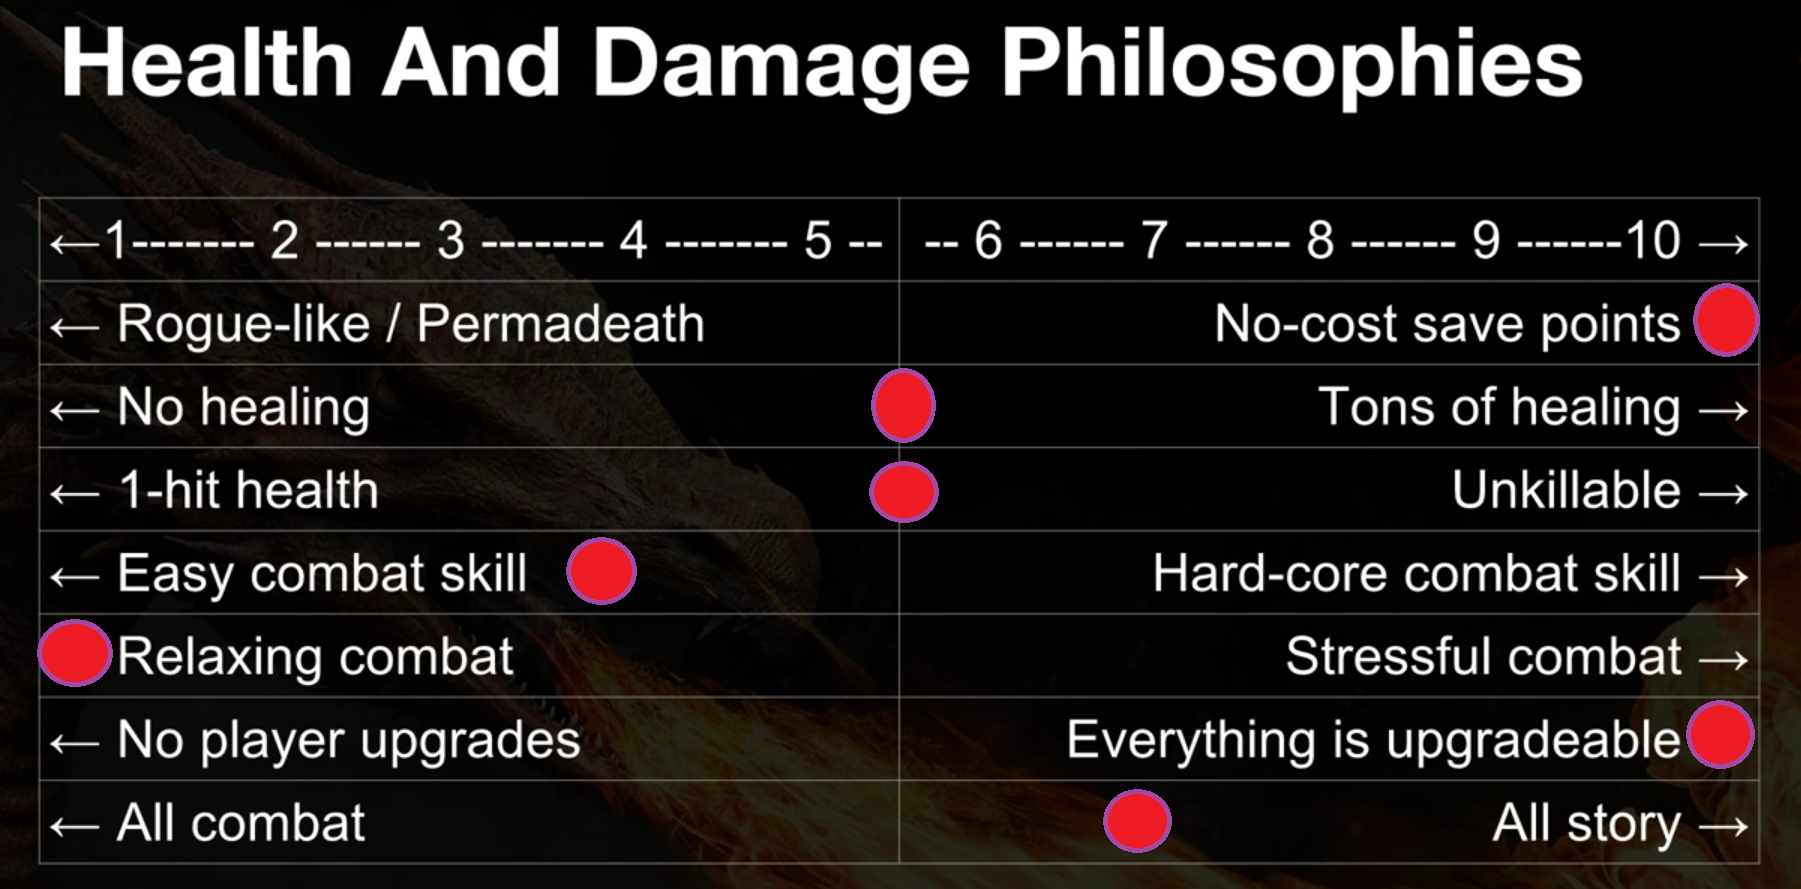 Health And Damage Philosophies
←1------- 2 ------ 3 ------- 4 ------- 5 -- -- 6 ------ 7 ------ 8 ------ 9 ------10 →
← Rogue-like / Permadeath No-cost save points
← No healing Tons of healing →
← 1-hit health Unkillable →
← Easy combat skill Hard-core combat skill →
Relaxing combat Stressful combat →
← No player upgrades Everything is upgradeable
← All combat All story →